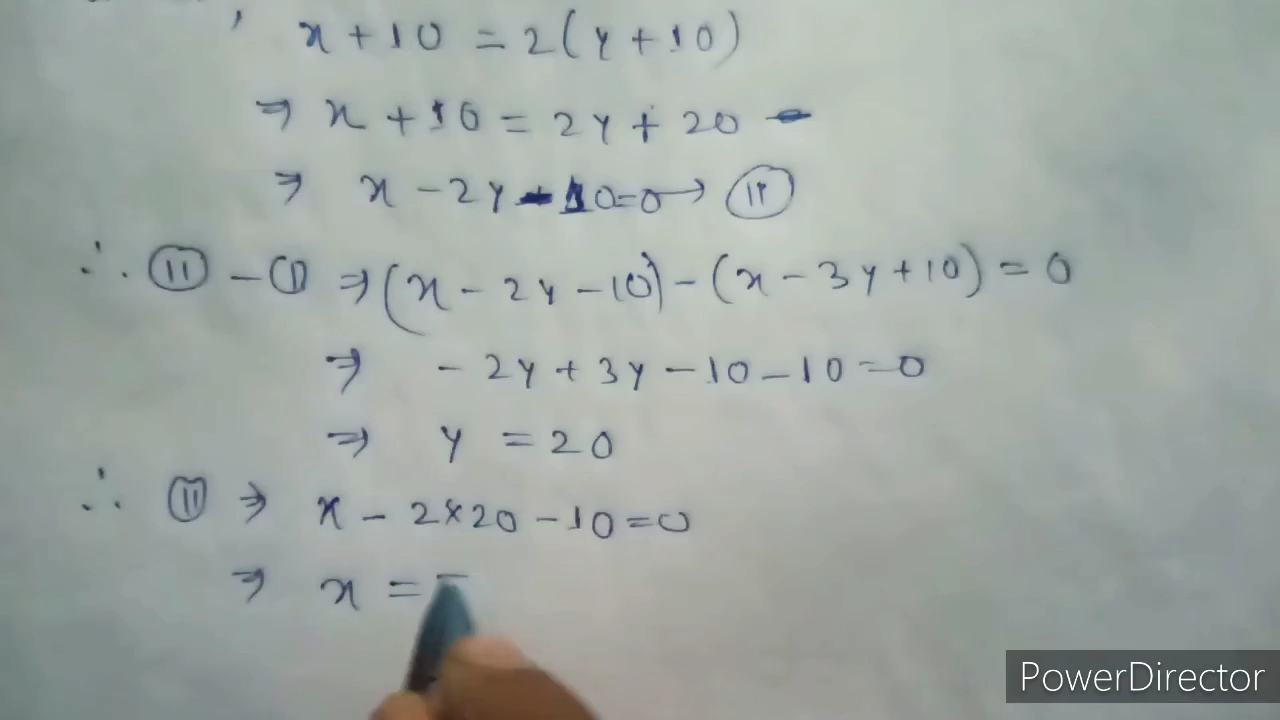 x + 10 = 2(y + 10)
⇒ x + 10 = 2y + 20
⇒ x - 2y - 10 = 0 → (ii)
∴ (ii) - (i) ⇒ (x - 2y - 10) - (x - 3y + 10) = 0
⇒ - 2y + 3y - 10 - 10 = 0
⇒ y = 20
∴ (ii) ⇒ x - 2 × 20 - 10 = 0
⇒ x =
PowerDirector